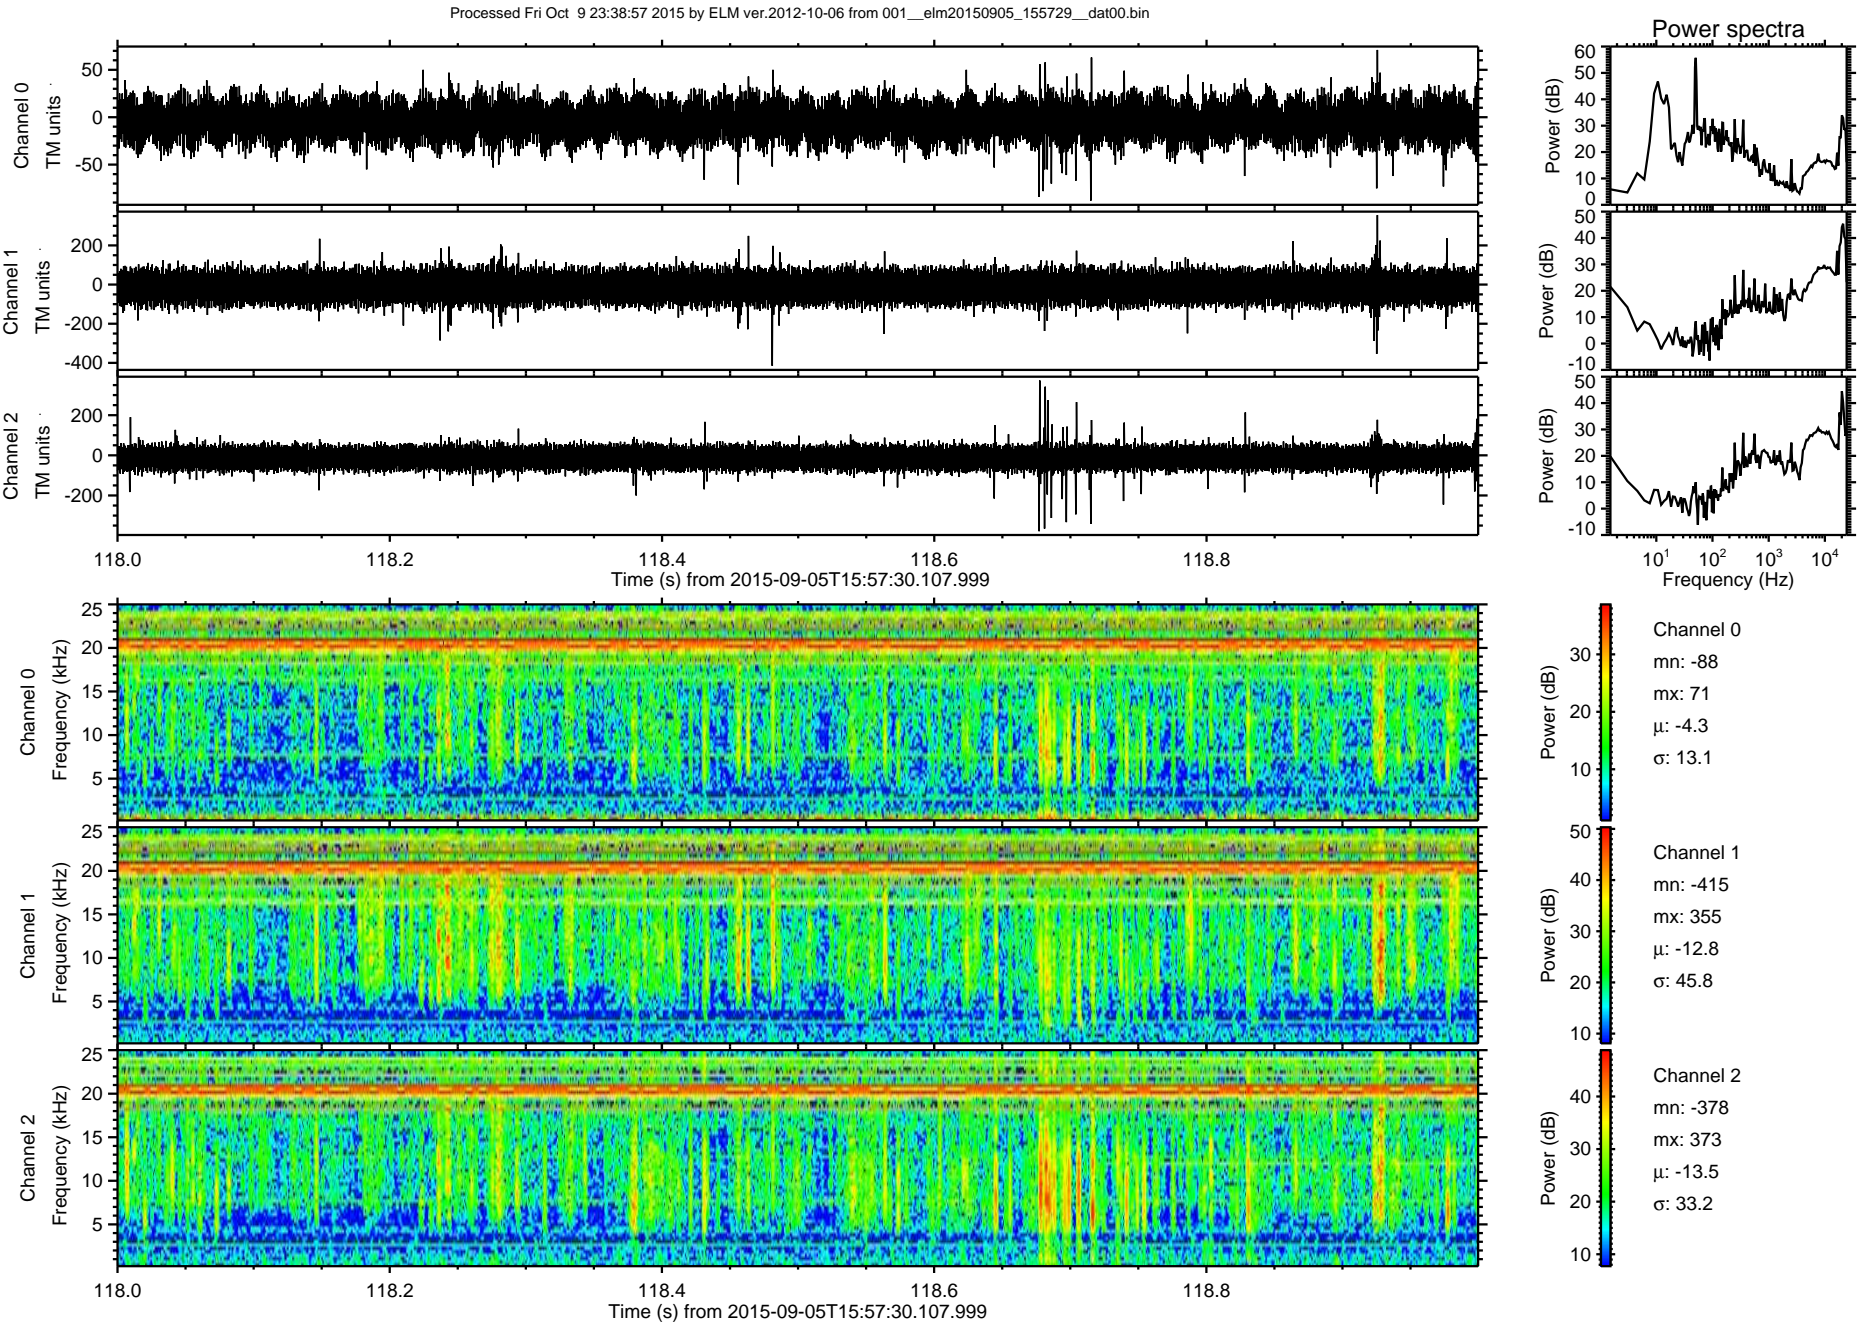 Processed Fri Oct 9 23:38:57 2015 by ELM ver.2012-10-06 from 001__elm20150905_155729__dat00.bin
Power spectra
Channel 0
TM units
50
0
-50
Power (dB)
60
50
40
30
20
10
0
Channel 1
TM units
200
0
-200
-400
Power (dB)
50
40
30
20
10
0
-10
Channel 2
TM units
200
0
-200
Power (dB)
50
40
30
20
10
0
-10
118.0 118.2 118.4 118.6 118.8
Time (s) from 2015-09-05T15:57:30.107.999
10^1 10^2 10^3 10^4
Frequency (Hz)
Channel 0
Frequency (kHz)
25
20
15
10
5
Power (dB)
30
20
10
Channel 0
mn: -88
mx: 71
μ: -4.3
σ: 13.1
Channel 1
Frequency (kHz)
25
20
15
10
5
Power (dB)
50
40
30
20
10
Channel 1
mn: -415
mx: 355
μ: -12.8
σ: 45.8
Channel 2
Frequency (kHz)
25
20
15
10
5
Power (dB)
40
30
20
10
Channel 2
mn: -378
mx: 373
μ: -13.5
σ: 33.2
118.0 118.2 118.4 118.6 118.8
Time (s) from 2015-09-05T15:57:30.107.999